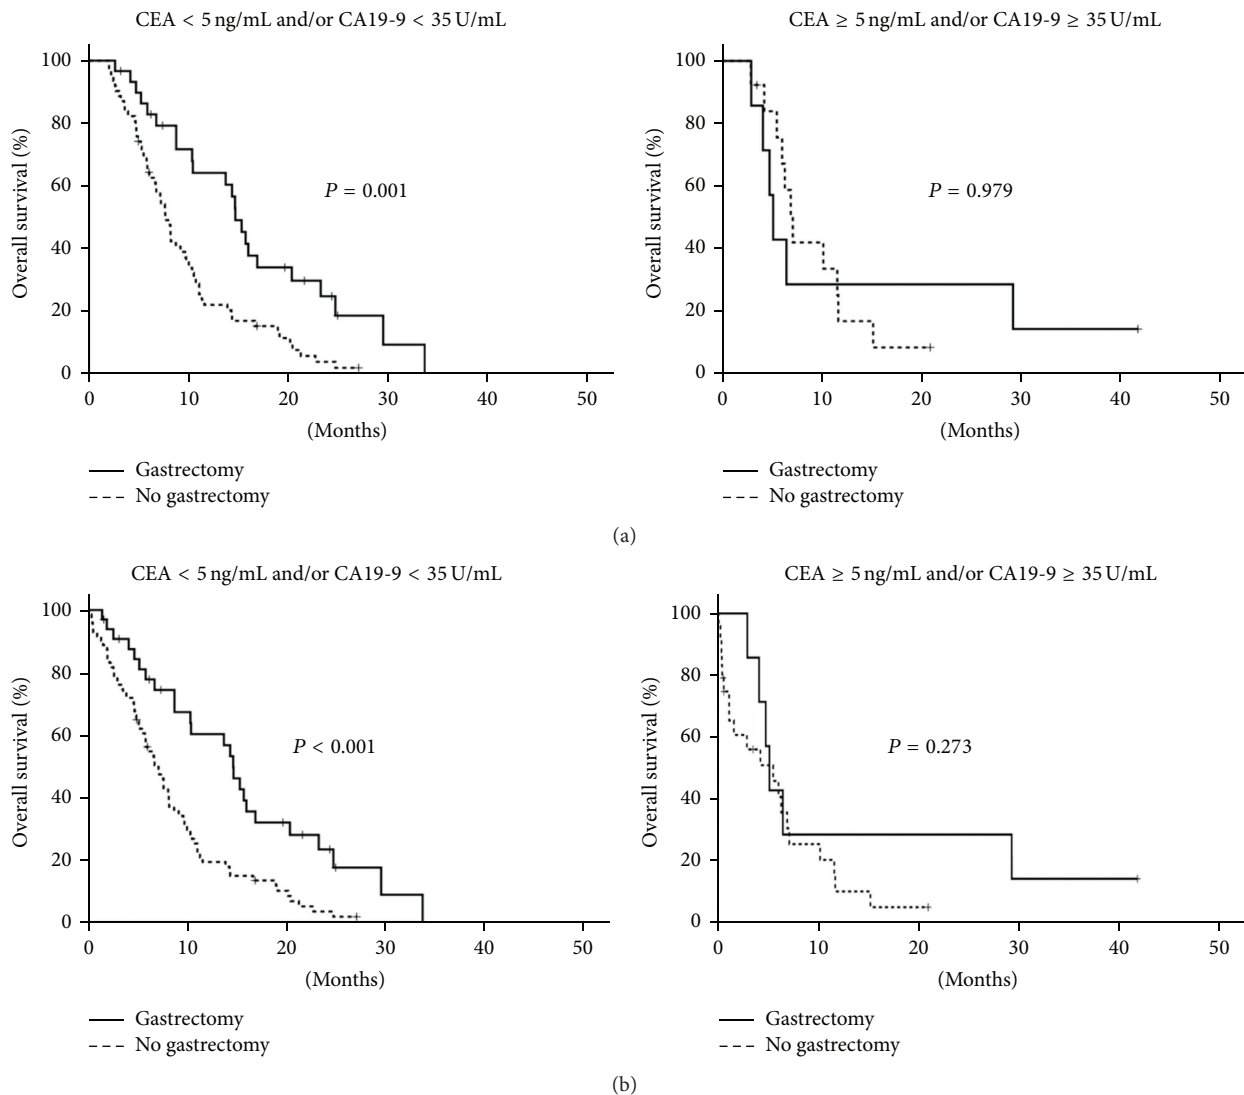 CEA < 5 ng/mL and/or CA19-9 < 35 U/mL
100
80
60
40
20
0
Overall survival (%)
P = 0.001
0 10 20 30 40 50
(Months)
Gastrectomy
No gastrectomy
CEA ≥ 5 ng/mL and/or CA19-9 ≥ 35 U/mL
100
80
60
40
20
0
Overall survival (%)
P = 0.979
0 10 20 30 40 50
(Months)
Gastrectomy
No gastrectomy
(a)
CEA < 5 ng/mL and/or CA19-9 < 35 U/mL
100
80
60
40
20
0
Overall survival (%)
P < 0.001
0 10 20 30 40 50
(Months)
Gastrectomy
No gastrectomy
CEA ≥ 5 ng/mL and/or CA19-9 ≥ 35 U/mL
100
80
60
40
20
0
Overall survival (%)
P = 0.273
0 10 20 30 40 50
(Months)
Gastrectomy
No gastrectomy
(b)